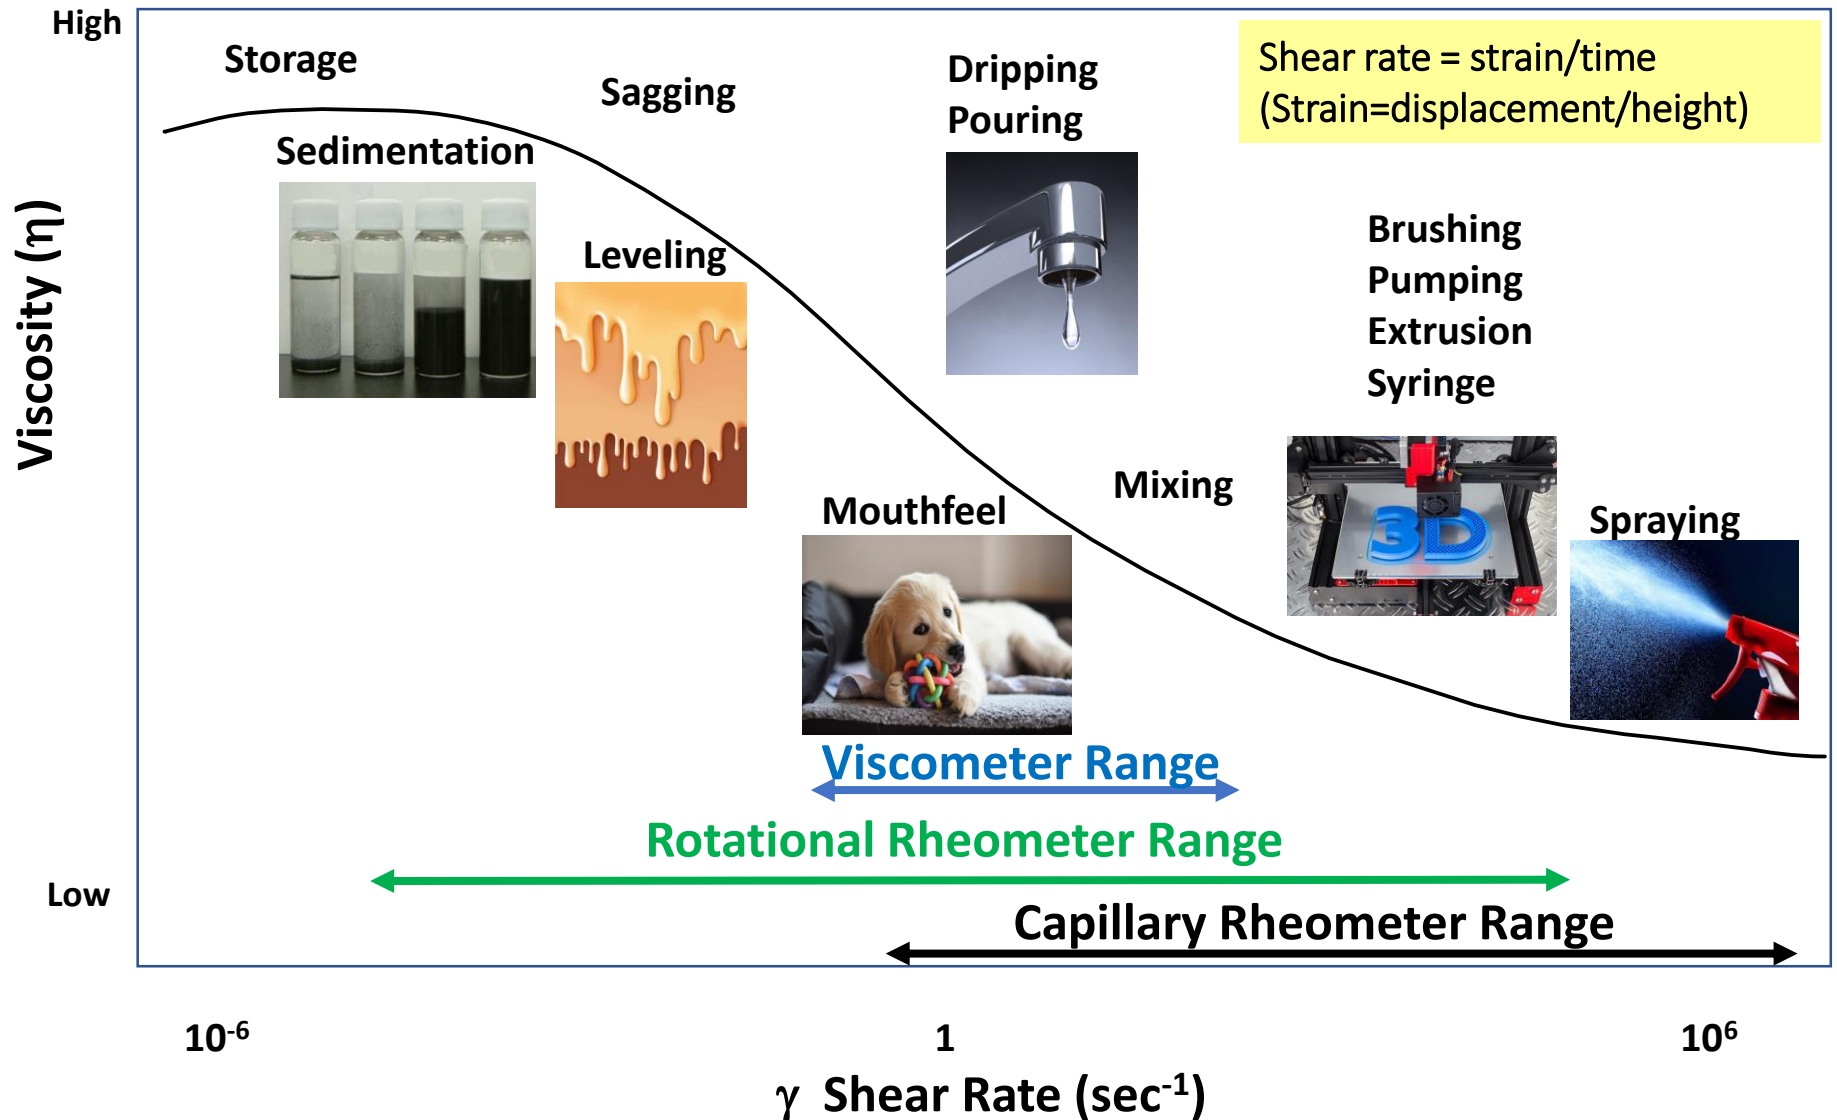 High
Storage
Sagging
Dripping
Pouring
Shear rate = strain/time
(Strain=displacement/height)
Sedimentation
Leveling
Brushing
Pumping
Extrusion
Syringe
Viscosity (η)
Mouthfeel
Mixing
3D
Spraying
Viscometer Range
Rotational Rheometer Range
Low
Capillary Rheometer Range
10⁻⁶
1
10⁶
γ Shear Rate (sec⁻¹)